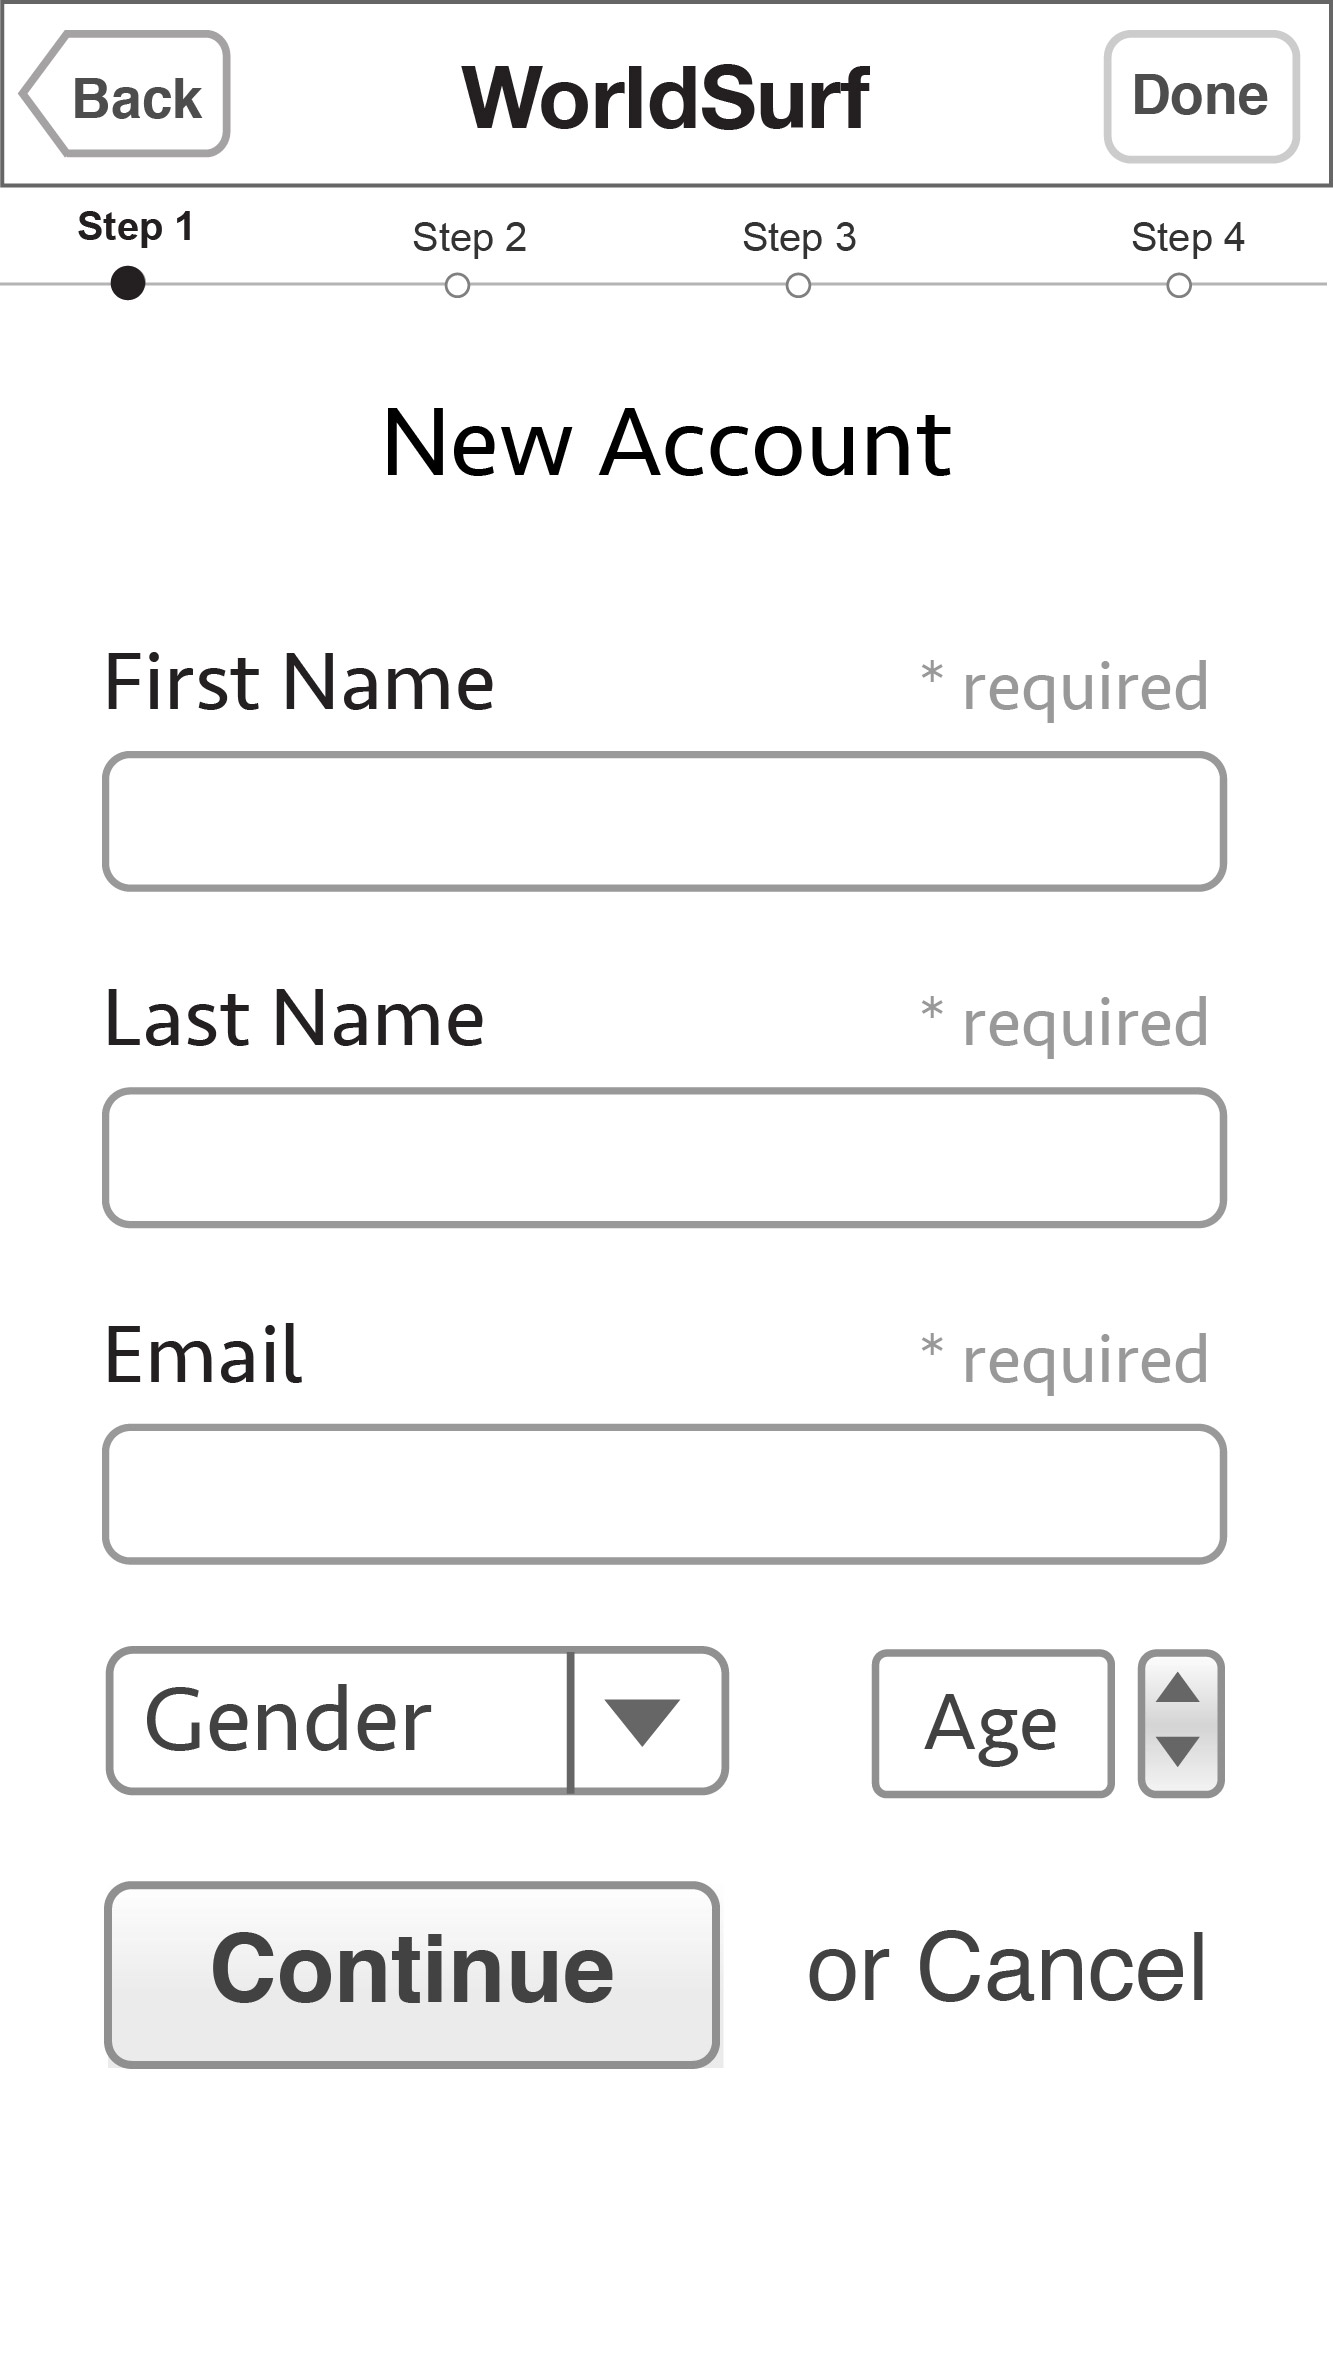 Back WorldSurf Done
Step 1 Step 2 Step 3 Step 4
New Account
First Name * required
Last Name * required
Email * required
Gender Age
Continue or Cancel